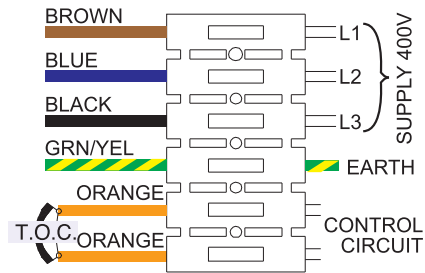 BROWN
L1
BLUE
L2
SUPPLY 400V
BLACK
L3
GRN/YEL
EARTH
ORANGE
T.O.C.
CONTROL
CIRCUIT
ORANGE